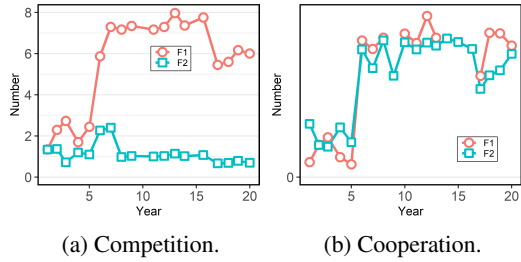 8
6
4
2
0
Number
5
10
15
20
Year
F1
F2
(a) Competition.
0
Number
5
10
15
20
Year
F1
F2
(b) Cooperation.